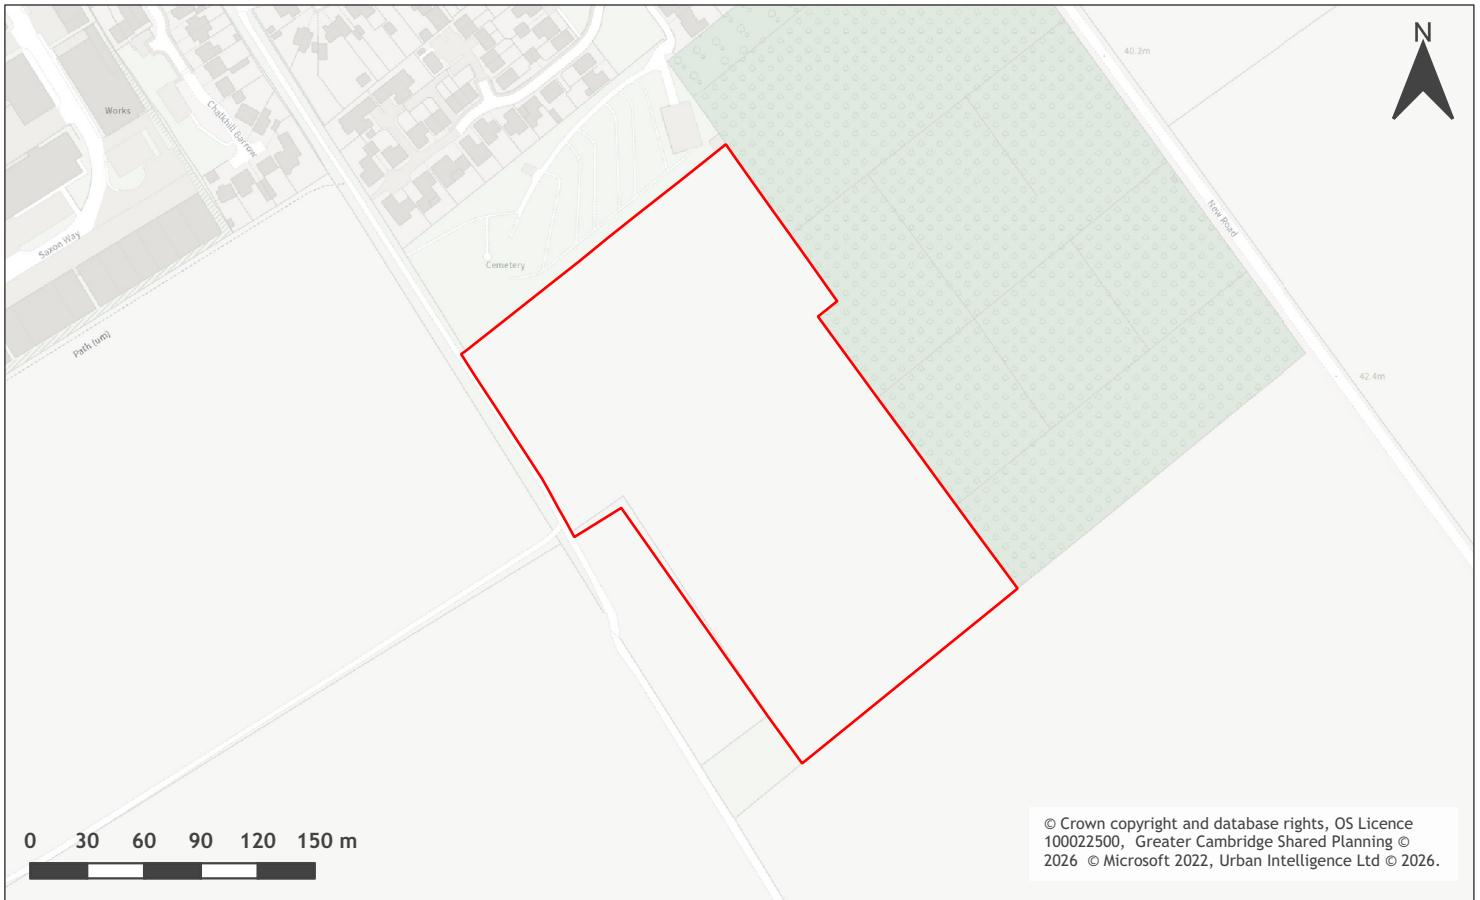 N
40.2m
Works
Chalkhill Barrow
New Road
Saxon Way
Cemetery
Path (um)
42.4m
0 30 60 90 120 150 m
© Crown copyright and database rights, OS Licence
100022500, Greater Cambridge Shared Planning ©
2026 © Microsoft 2022, Urban Intelligence Ltd © 2026.